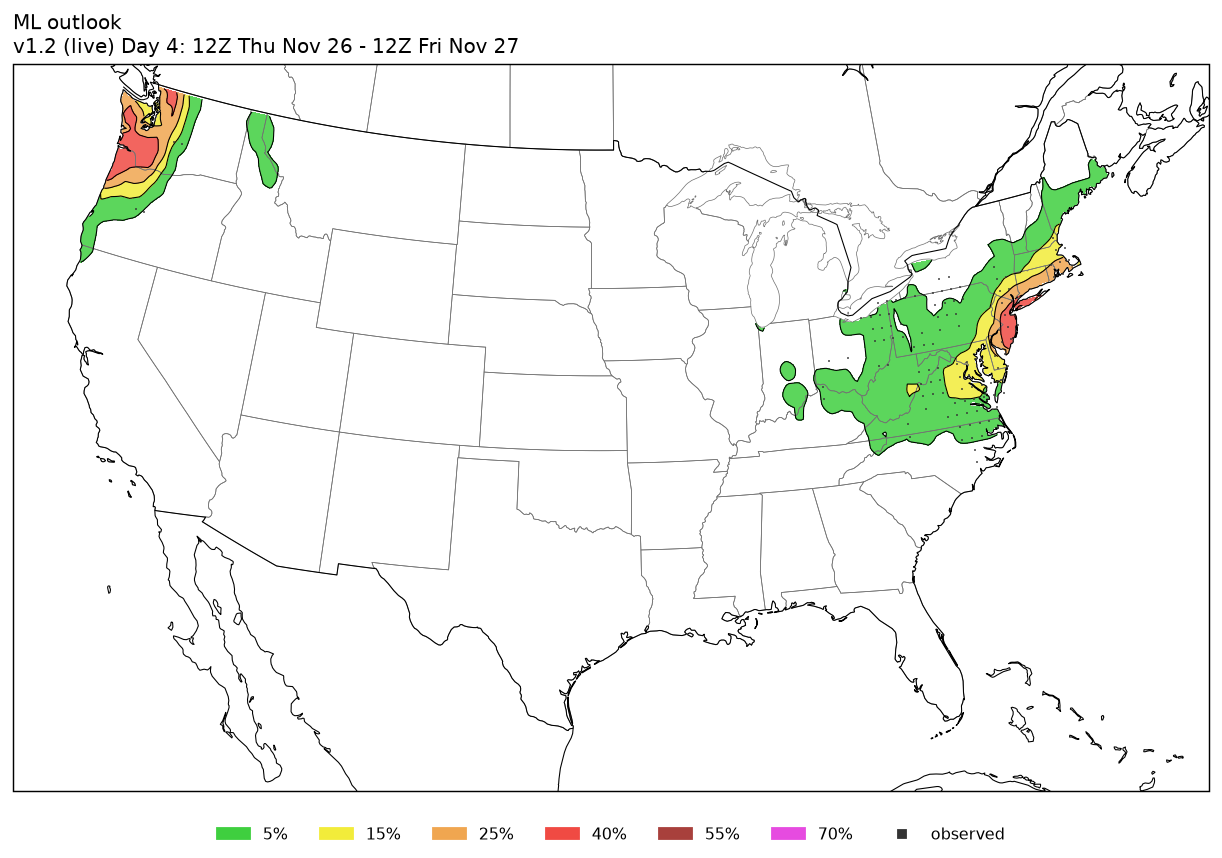 ML outlook
v1.2 (live) Day 4: 12Z Thu Nov 26 - 12Z Fri Nov 27
5% 15% 25% 40% 55% 70% observed